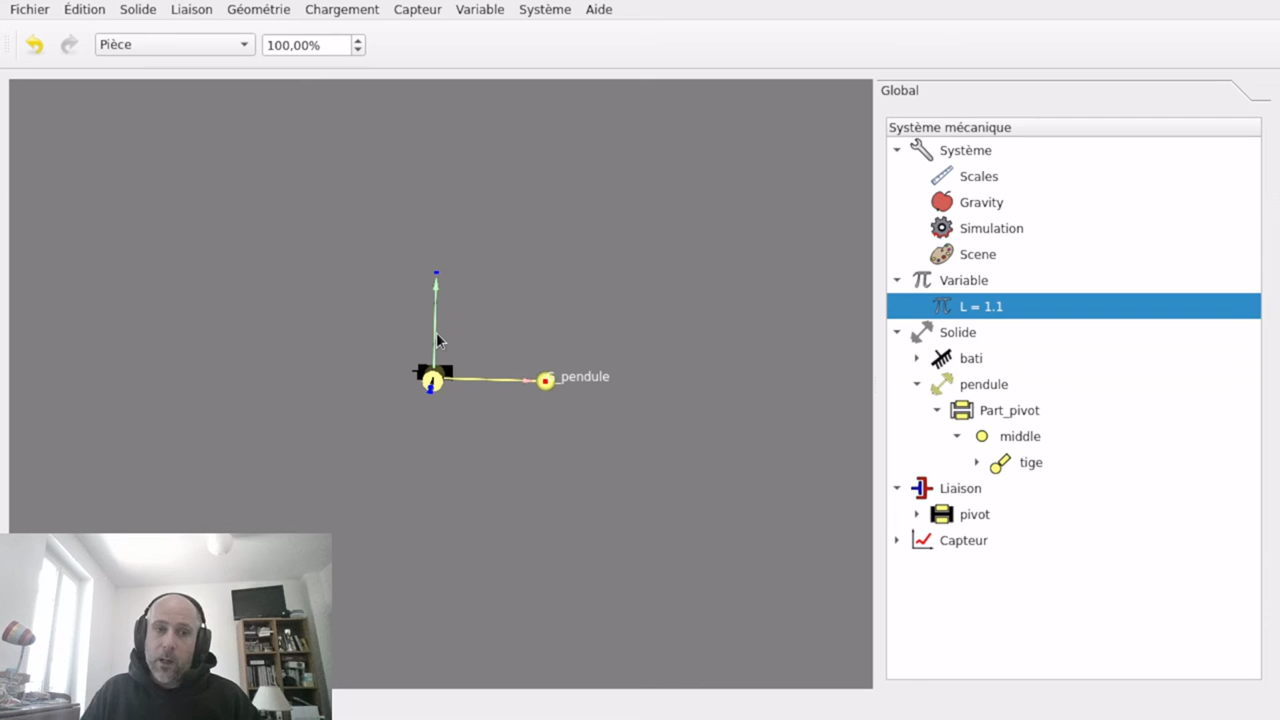 Fichier Édition Solide Liaison Géométrie Chargement Capteur Variable Système Aide
Pièce 100,00%
Global
Système mécanique
Système
Scales
Gravity
Simulation
Scene
Variable
L = 1.1
Solide
bati
pendule
Part_pivot
middle
tige
Liaison
pivot
Capteur
_pendule